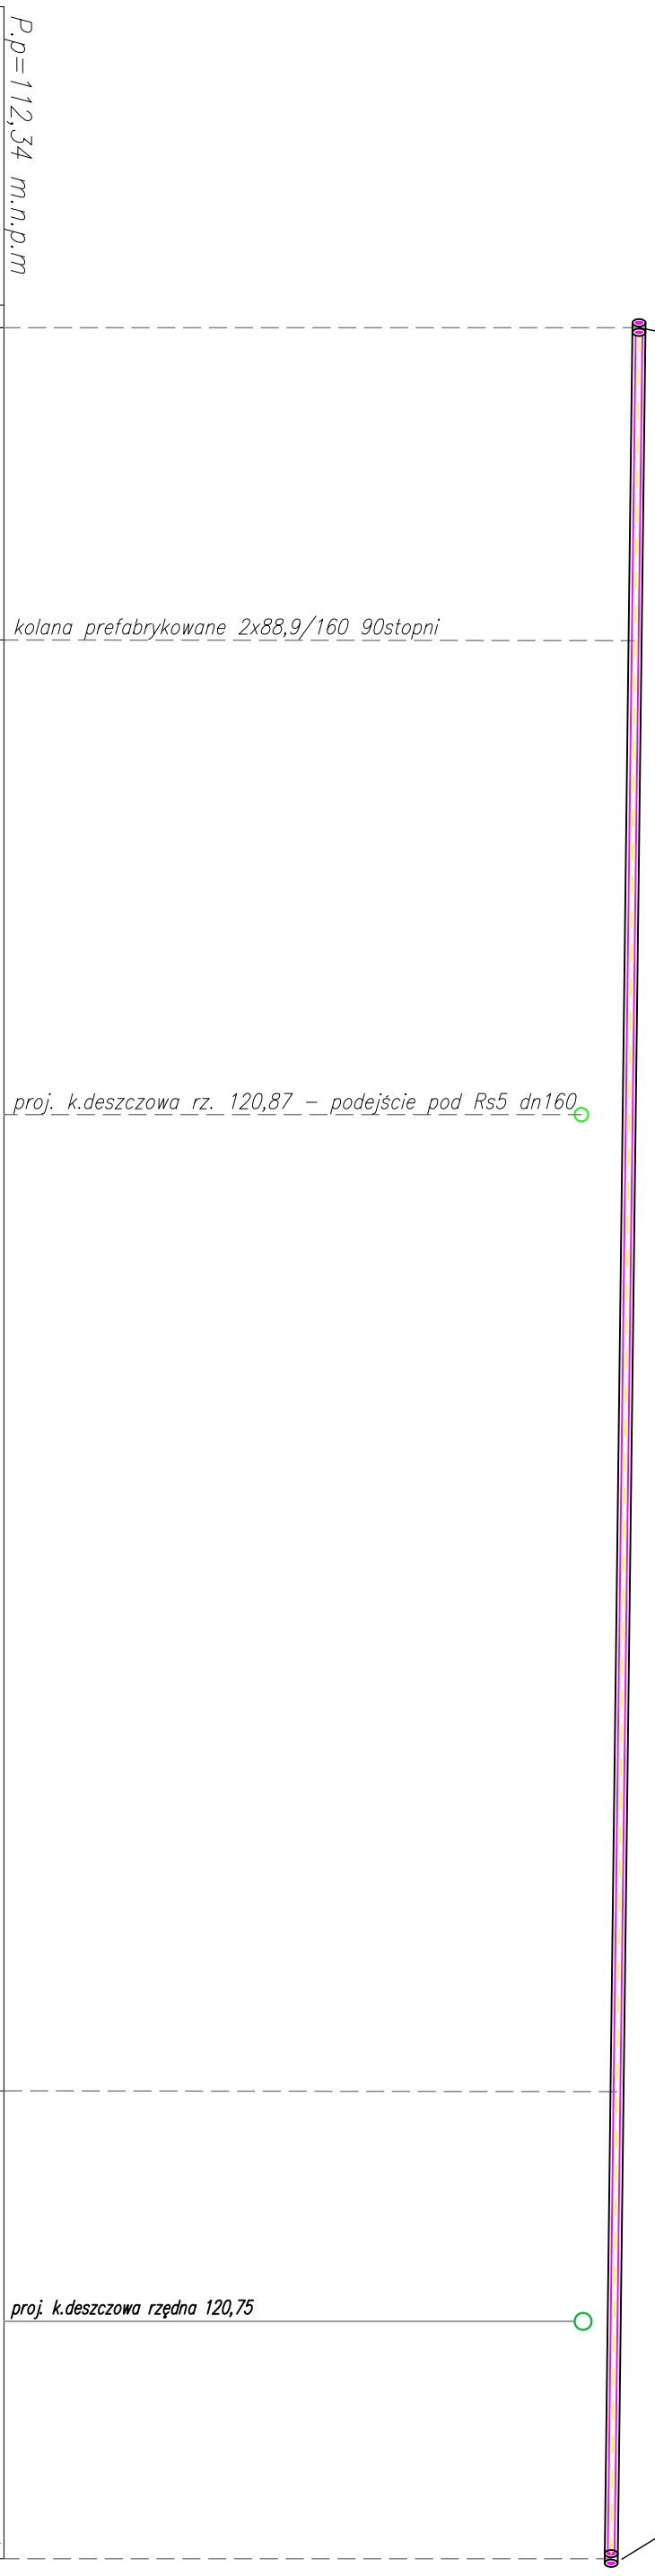 P.p=112,34 m.n.p.m
kolana prefabrykowane 2x88,9/160 90stopni
proj. k.deszczowa rz. 120,87 – podejście pod Rs5 dn160
proj. k.deszczowa rzędna 120,75